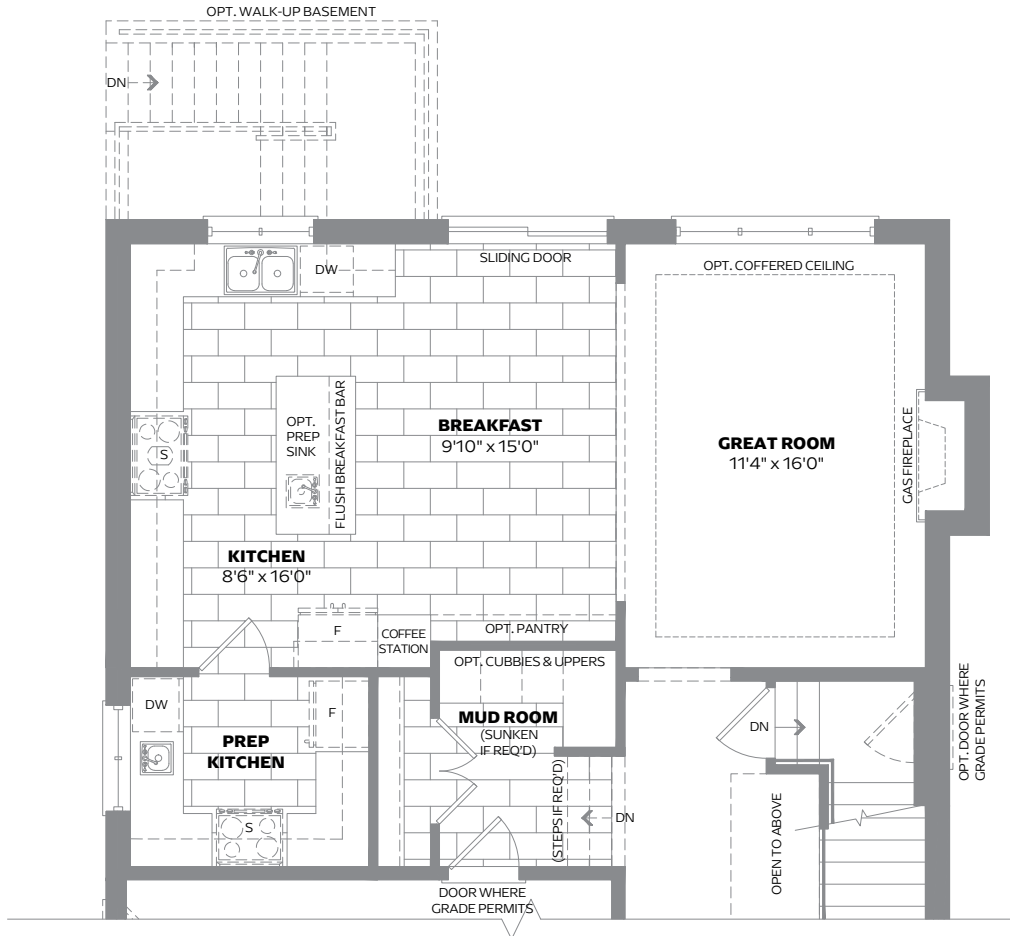 OPT. WALK-UP BASEMENT
DN
SLIDING DOOR
DW
OPT. COFFERED CEILING
OPT.
PREP
SINK
FLUSH BREAKFAST BAR
BREAKFAST
9'10" x 15'0"
GREAT ROOM
11'4" x 16'0"
GAS FIREPLACE
S
KITCHEN
8'6" x 16'0"
F
COFFEE
STATION
OPT. PANTRY
OPT. CUBBIES & UPPERS
DW
F
PREP
KITCHEN
S
MUD ROOM
(SUNKEN
IF REQ'D)
(STEPS IF REQ'D)
DN
DN
OPT. DOOR WHERE
GRADE PERMITS
OPEN TO ABOVE
DOOR WHERE
GRADE PERMITS